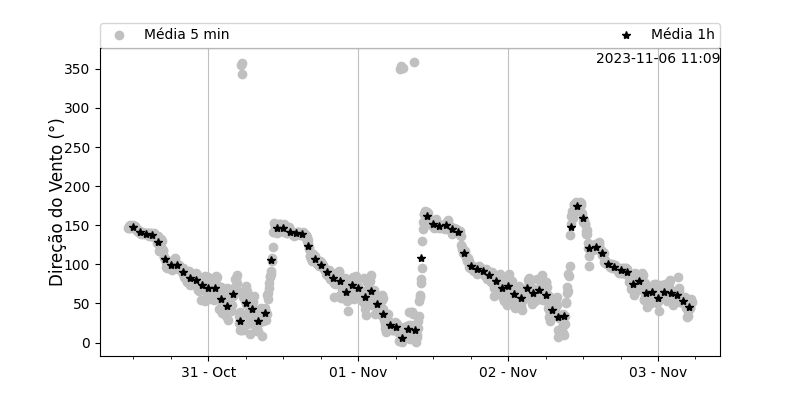 Média 5 min
Média 1h
2023-11-06 11:09
Direção do Vento (°)
350
300
250
200
150
100
50
0
31 - Oct
01 - Nov
02 - Nov
03 - Nov